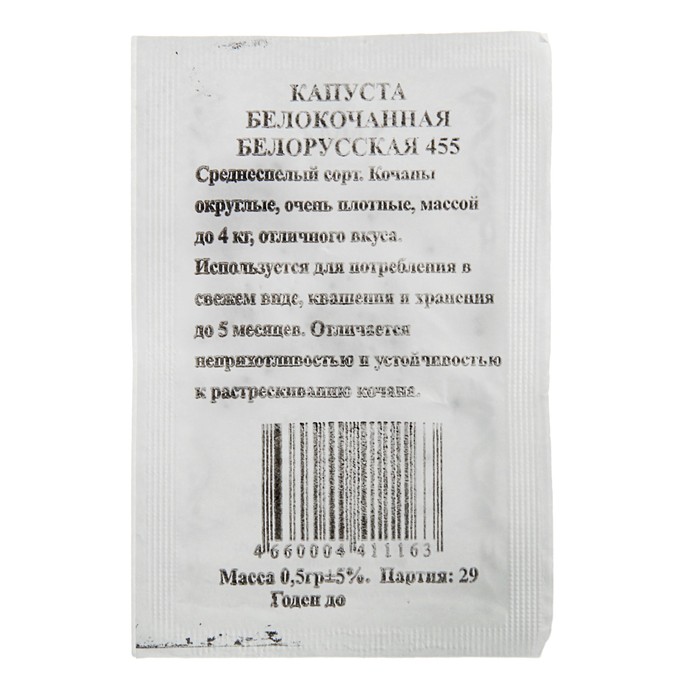 КАПУСТА
БЕЛОКОЧАННАЯ
БЕЛОРУССКАЯ 455
Среднеспелый сорт. Кочаны
округлые, очень плотные, массой
до 4 кг, отличного вкуса.
Используется для потребления в
свежем виде, квашения и хранения
до 5 месяцев. Отличается
неприхотливостью и устойчивостью
к растрескиванию кочана.
4 660004 411163
Масса 0,5гр±5%. Партия: 29
Годен до